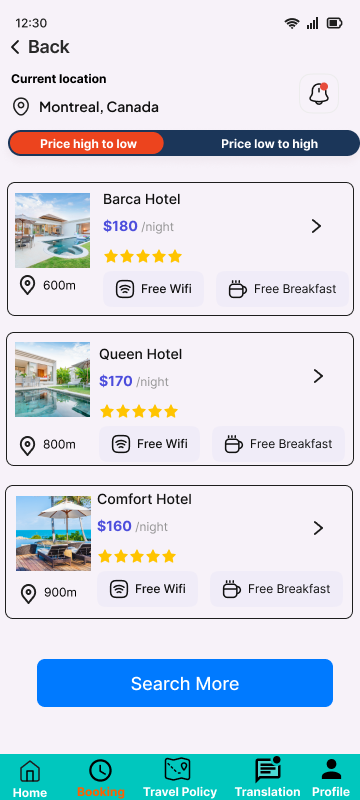 12:30
Back
Current location
Montreal, Canada
Price high to low
Price low to high
Barca Hotel
$180 /night
600m
Free Wifi
Free Breakfast
Queen Hotel
$170 /night
800m
Free Wifi
Free Breakfast
Comfort Hotel
$160 /night
900m
Free Wifi
Free Breakfast
Search More
Home
Booking
Travel Policy
Translation
Profile